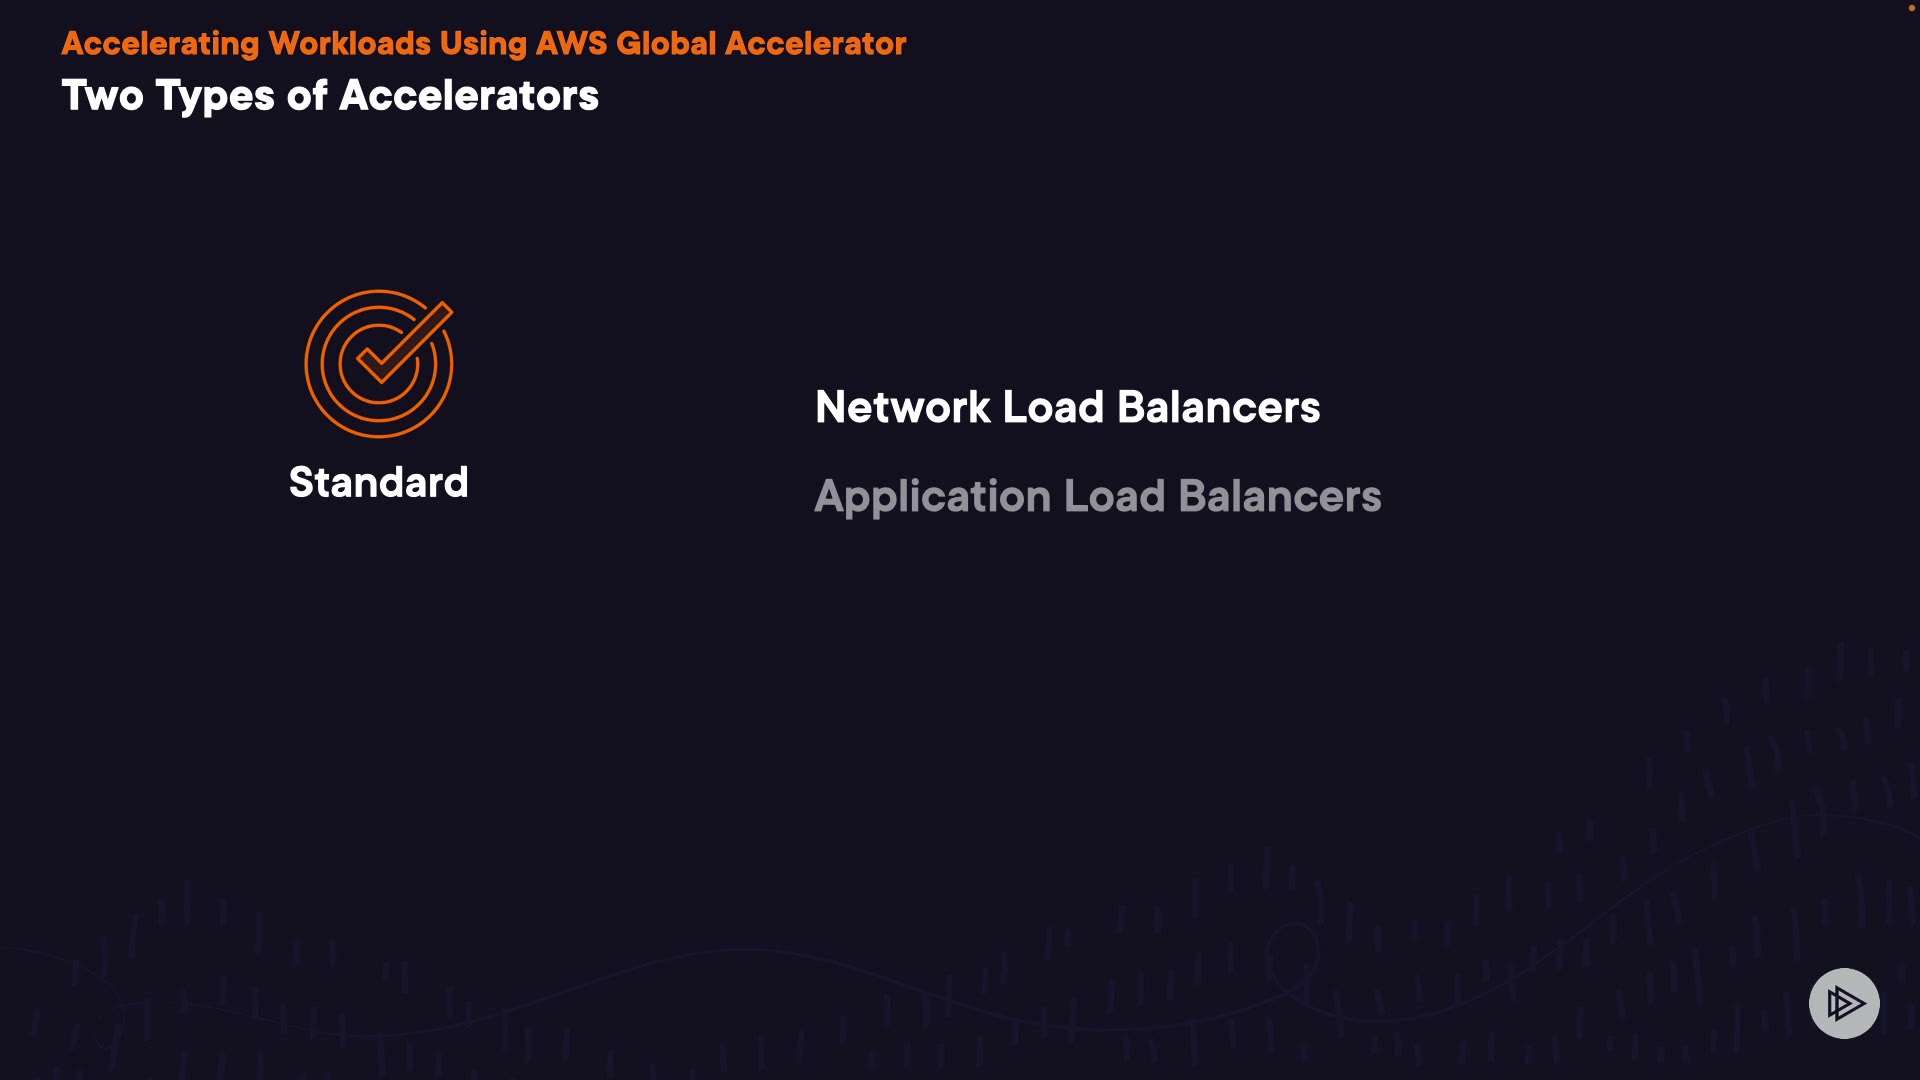 Accelerating Workloads Using AWS Global Accelerator
Two Types of Accelerators
Standard
Network Load Balancers
Application Load Balancers